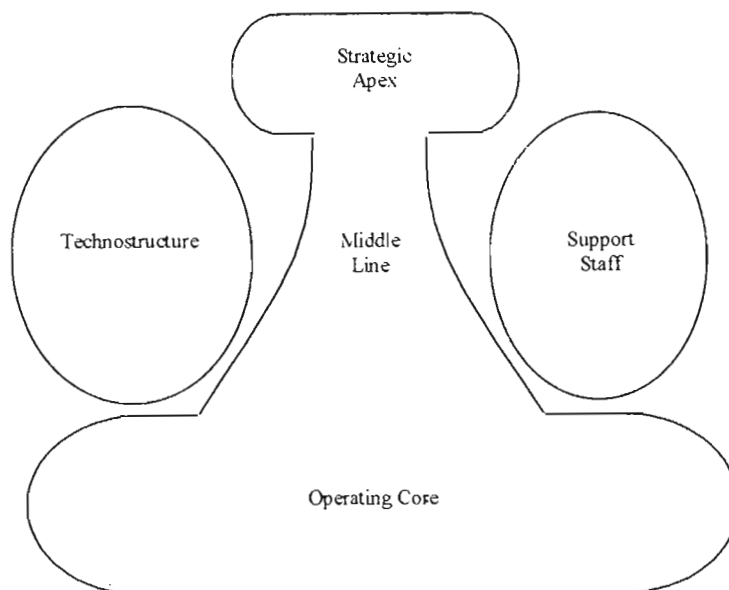 Strategic
Apex
Technostructure
Middle
Line
Support
Staff
Operating Core